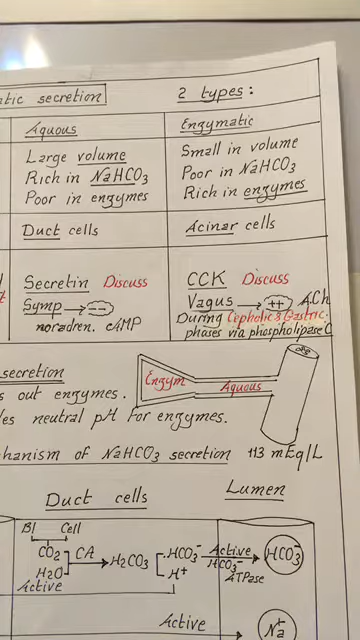 atic secretion 2 types:
Aquous Enzymatic
Large volume Small in volume
Rich in NaHCO3 Poor in NaHCO3
Poor in enzymes Rich in enzymes
Duct cells Acinar cells
Secretin Discuss CCK Discuss
Symp → -- Vagus → ++ ACh
noradren. cAMP During Cephalic & Gastric
phases via phospholipase C
secretion
s out enzymes. Enzym Aquous
les neutral pH for enzymes.
chanism of NaHCO3 secretion 113 mEq/L
Duct cells Lumen
Bl Cell
CO2 CA → H2CO3 HCO3- Active → HCO3-
H2O H+ HCO3- ATPase
Active
Active Na+